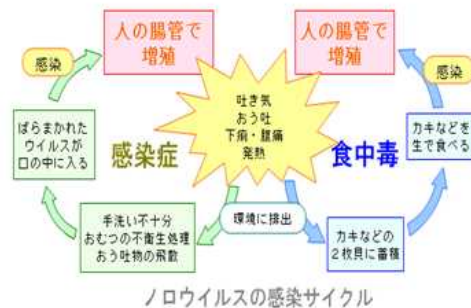 人の腸管で
増殖
人の腸管で
増殖
感染
感染
吐き気
おう吐
下痢・腹痛
発熱
ばらまかれた
ウイルスが
口の中に入る
感染症
食中毒
カキなどを
生で食べる
手洗い不十分
おむつの不衛生処理
おう吐物の飛散
環境に排出
カキなどの
２枚貝に蓄積
ノロウイルスの感染サイクル